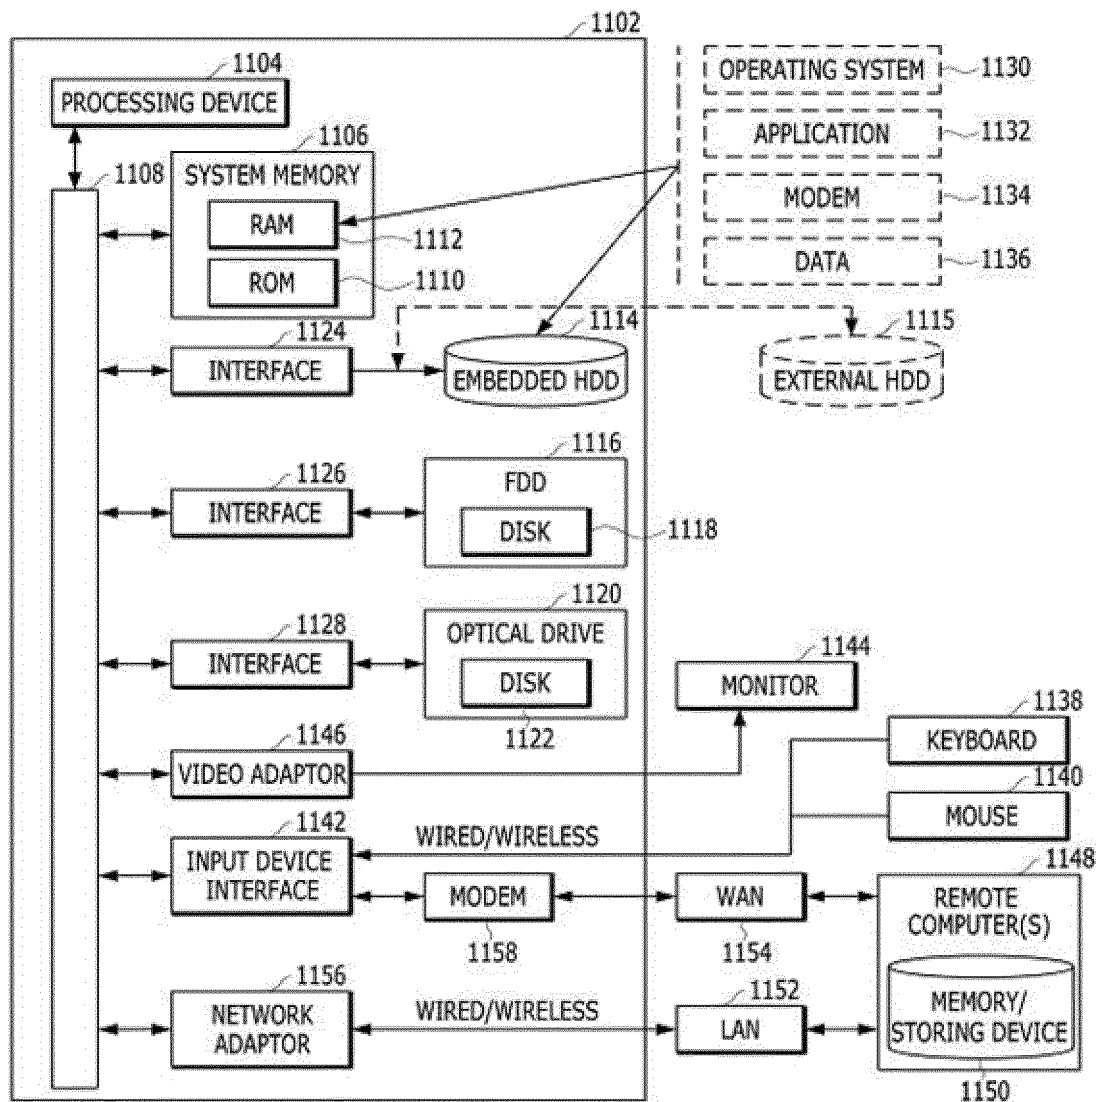 1102
1104
PROCESSING DEVICE
1106
1108
SYSTEM MEMORY
RAM
1112
ROM
1110
OPERATING SYSTEM
1130
APPLICATION
1132
MODEM
1134
DATA
1136
1124
INTERFACE
1114
EMBEDDED HDD
1115
EXTERNAL HDD
1126
INTERFACE
1116
FDD
DISK
1118
1128
INTERFACE
1120
OPTICAL DRIVE
DISK
1122
1144
MONITOR
1138
KEYBOARD
1146
VIDEO ADAPTOR
1140
MOUSE
1142
INPUT DEVICE
INTERFACE
WIRED/WIRELESS
MODEM
1158
WAN
1154
1148
REMOTE
COMPUTER(S)
MEMORY/
STORING DEVICE
1150
1156
NETWORK
ADAPTOR
WIRED/WIRELESS
1152
LAN